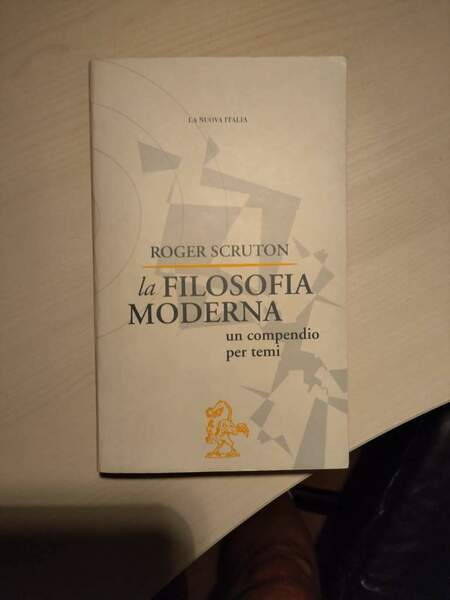 LA NUOVA ITALIA
ROGER SCRUTON
la FILOSOFIA
MODERNA
un compendio
per temi